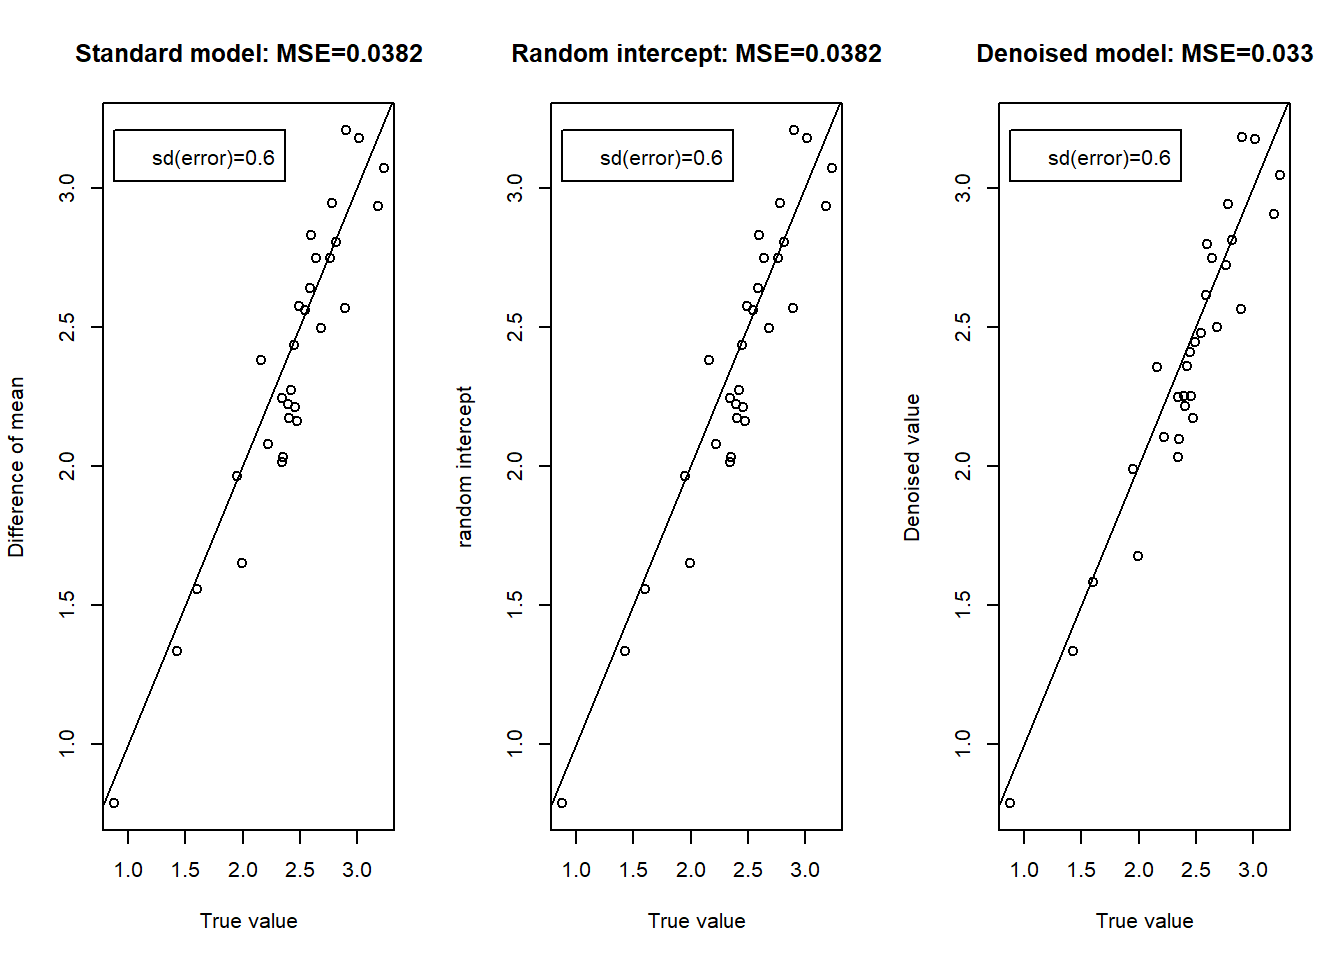 Standard model: MSE=0.0382
sd(error)=0.6
Difference of mean
3.0
2.5
2.0
1.5
1.0
1.0 1.5 2.0 2.5 3.0
True value
Random intercept: MSE=0.0382
sd(error)=0.6
random intercept
3.0
2.5
2.0
1.5
1.0
1.0 1.5 2.0 2.5 3.0
True value
Denoised model: MSE=0.033
sd(error)=0.6
Denoised value
3.0
2.5
2.0
1.5
1.0
1.0 1.5 2.0 2.5 3.0
True value